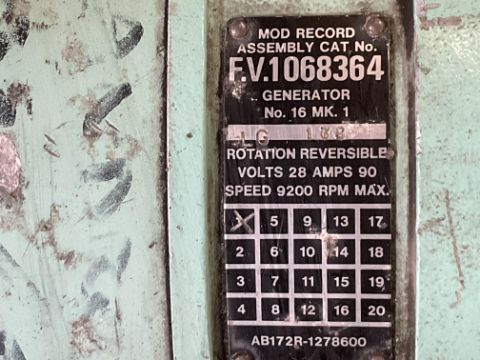 MOD RECORD
ASSEMBLY CAT. No.
F.V.1068364
GENERATOR
No. 16 MK. 1
LG 139
ROTATION REVERSIBLE
VOLTS 28 AMPS 90
SPEED 9200 RPM MAX.
5 9 13 17
2 6 10 14 18
3 7 11 15 19
4 8 12 16 20
AB172R-1278600